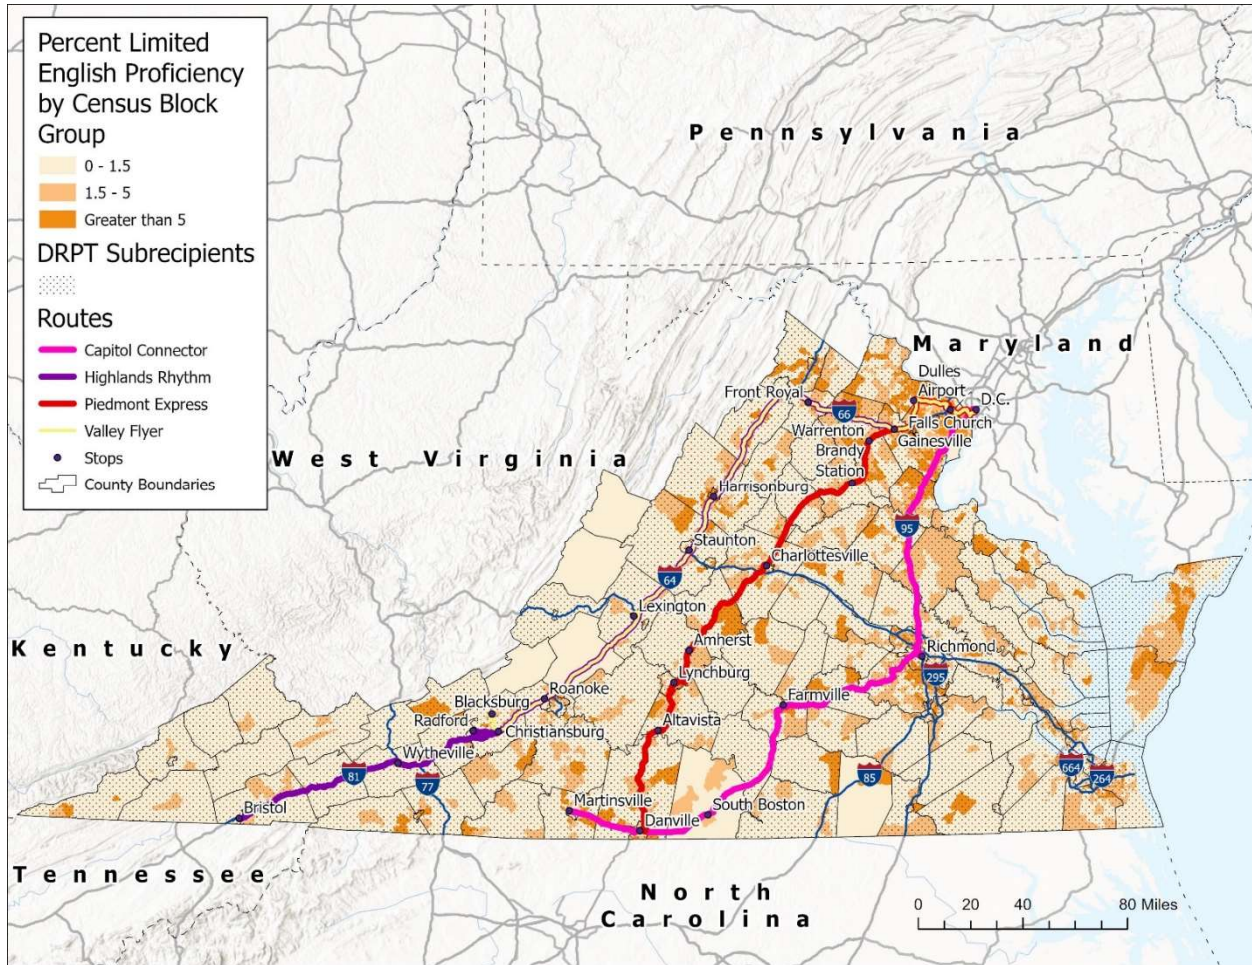 Percent Limited
English Proficiency
by Census Block
Group
0 - 1.5
1.5 - 5
Greater than 5
DRPT Subrecipients
Routes
Capitol Connector
Highlands Rhythm
Piedmont Express
Valley Flyer
Stops
County Boundaries
Pennsylvania
Maryland
Dulles
Airport
D.C.
Front Royal
66
Falls Church
Warrenton
Gainesville
Brandy
Station
West Virginia
Harrisonburg
95
Staunton
Charlottesville
64
Lexington
Kentucky
Amherst
Richmond
Lynchburg
295
Roanoke
Blacksburg
Farmville
Radford
Christiansburg
Altavista
Wytheville
81
77
85
664
264
Bristol
Martinsville
South Boston
Danville
Tennessee
North
Carolina
0 20 40 80 Miles